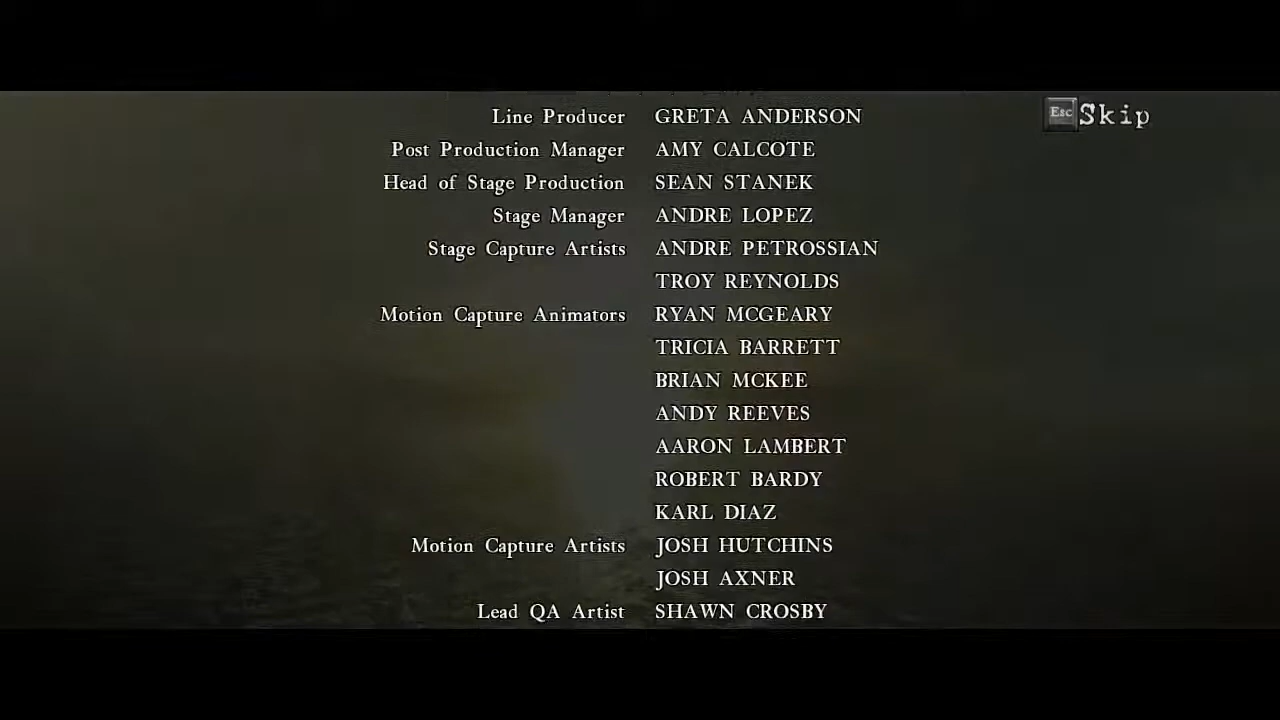 Line Producer GRETA ANDERSON
Esc Skip
Post Production Manager AMY CALCOTE
Head of Stage Production SEAN STANEK
Stage Manager ANDRE LOPEZ
Stage Capture Artists ANDRE PETROSSIAN
TROY REYNOLDS
Motion Capture Animators RYAN MCGEARY
TRICIA BARRETT
BRIAN MCKEE
ANDY REEVES
AARON LAMBERT
ROBERT BARDY
KARL DIAZ
Motion Capture Artists JOSH HUTCHINS
JOSH AXNER
Lead QA Artist SHAWN CROSBY